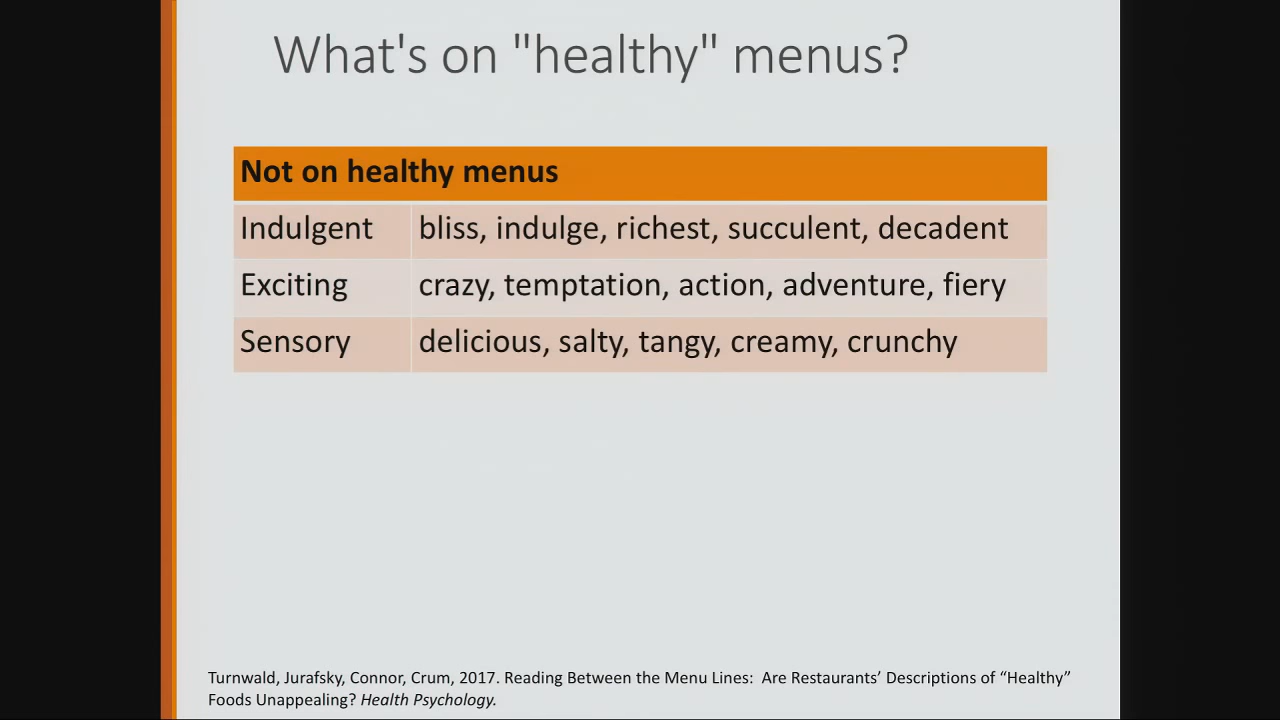 What's on "healthy" menus?
Not on healthy menus
Indulgent bliss, indulge, richest, succulent, decadent
Exciting crazy, temptation, action, adventure, fiery
Sensory delicious, salty, tangy, creamy, crunchy
Turnwald, Jurafsky, Connor, Crum, 2017. Reading Between the Menu Lines: Are Restaurants’ Descriptions of “Healthy”
Foods Unappealing? Health Psychology.